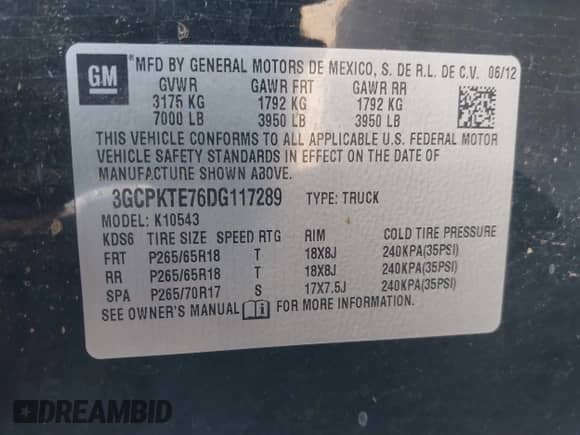 GM
*MFD BY GENERAL MOTORS DE MEXICO, S. DE R.L. DE C.V. 06/12
GVWR GAWR FRT GAWR RR
3175 KG 1792 KG 1792 KG
7000 LB 3950 LB 3950 LB
THIS VEHICLE CONFORMS TO ALL APPLICABLE U.S. FEDERAL MOTOR
VEHICLE SAFETY STANDARDS IN EFFECT ON THE DATE OF
MANUFACTURE SHOWN ABOVE.
3GCPKTE76DG117289 TYPE: TRUCK
MODEL: K10543
KDS6 TIRE SIZE SPEED RTG RIM COLD TIRE PRESSURE
FRT P265/65R18 T 18X8J 240KPA(35PSI)
RR P265/65R18 T 18X8J 240KPA(35PSI)
SPA P265/70R17 S 17X7.5J 240KPA(35PSI)
SEE OWNER'S MANUAL i FOR MORE INFORMATION.
DREAMBID